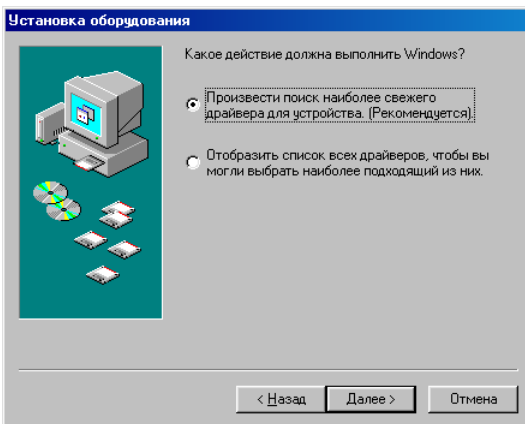 Установка оборудования
Какое действие должна выполнить Windows?
Произвести поиск наиболее свежего
драйвера для устройства. (Рекомендуется).
Отобразить список всех драйверов, чтобы вы
могли выбрать наиболее подходящий из них.
< Назад Далее > Отмена